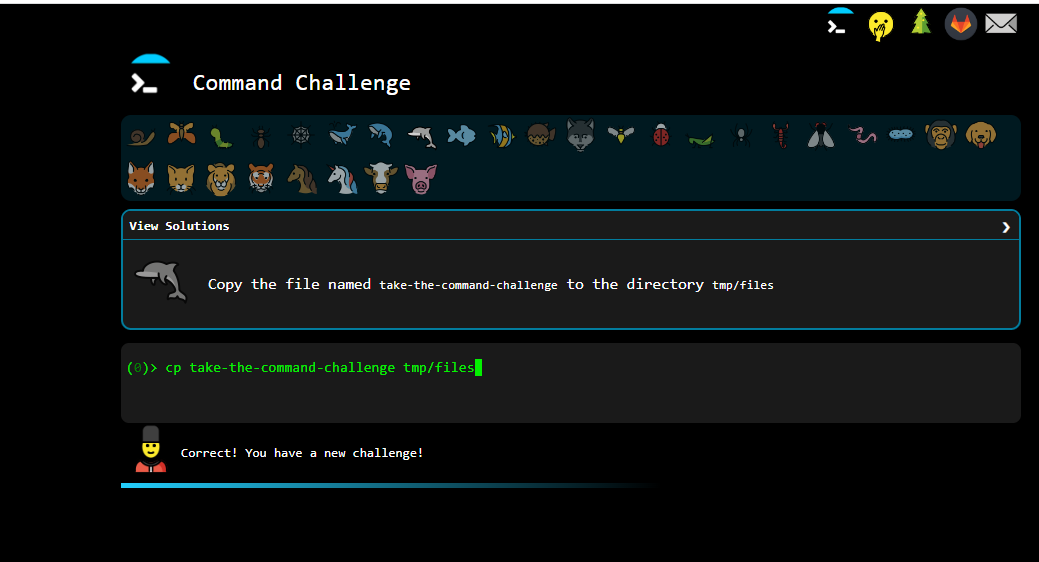 Command Challenge
View Solutions
Copy the file named take-the-command-challenge to the directory tmp/files
(0)> cp take-the-command-challenge tmp/files
Correct! You have a new challenge!